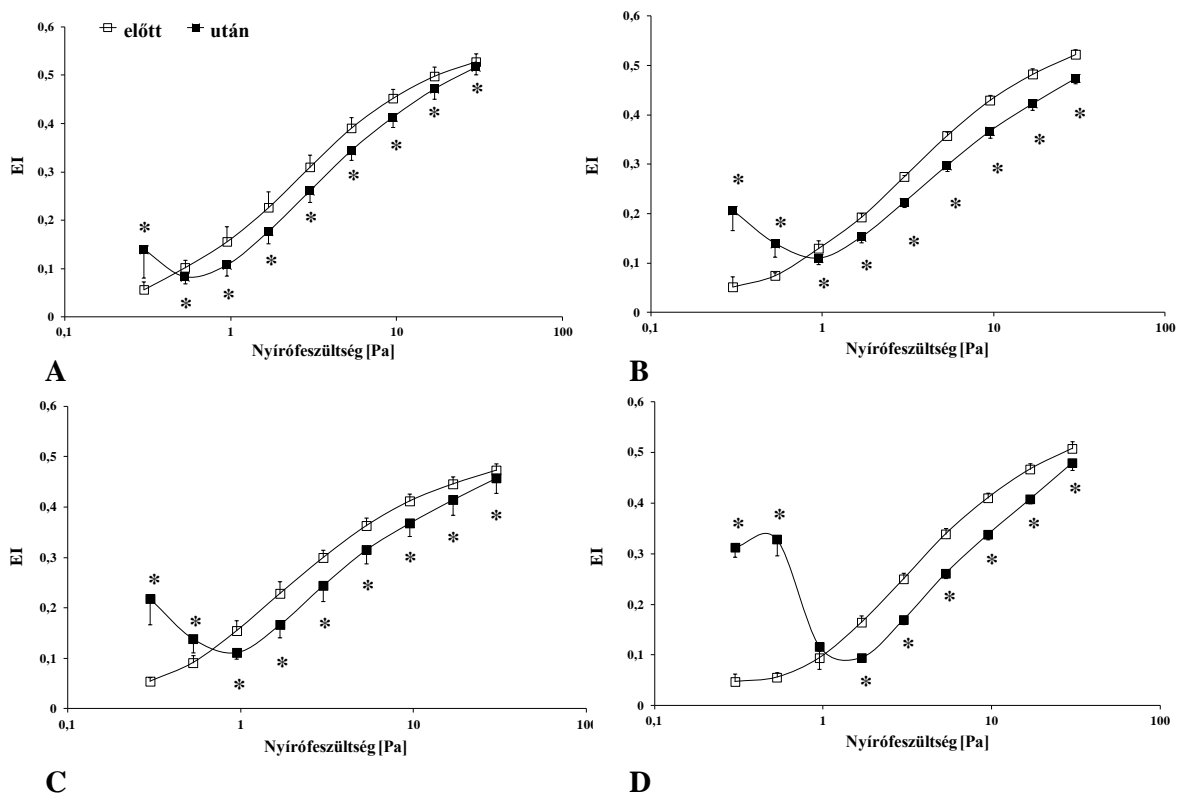 előtt után
EI
0,6
0,5
0,4
0,3
0,2
0,1
0
* * * * * * * * *
0,1 1 10 100
Nyírófeszültség [Pa]
A
EI
0,6
0,5
0,4
0,3
0,2
0,1
0
* * * * * * * * *
0,1 1 10 100
Nyírófeszültség [Pa]
B
EI
0,6
0,5
0,4
0,3
0,2
0,1
0
* * * * * * * * *
0,1 1 10 100
Nyírófeszültség [Pa]
C
EI
0,6
0,5
0,4
0,3
0,2
0,1
0
* * * * * * * *
0,1 1 10 100
Nyírófeszültség [Pa]
D